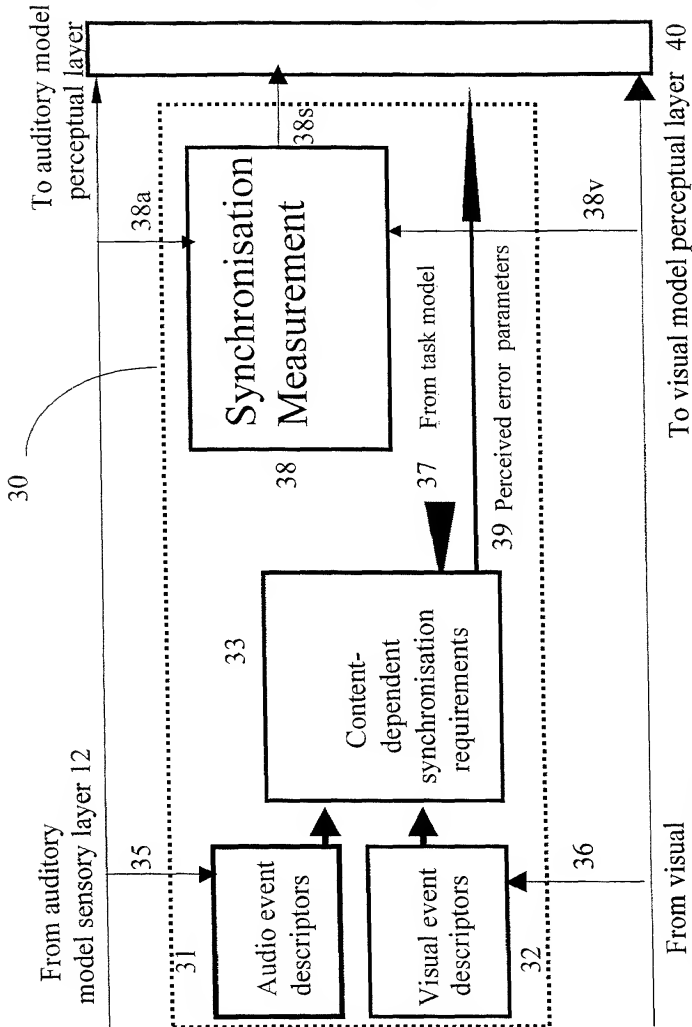 30
From auditory
model sensory layer 12
To auditory model
perceptual layer
35
38a
31
Audio event
descriptors
33
Content-
dependent
synchronisation
requirements
38
Synchronisation
Measurement
38s
37 From task model
39 Perceived error parameters
Visual event
descriptors
32
36
38v
From visual
To visual model perceptual layer 40